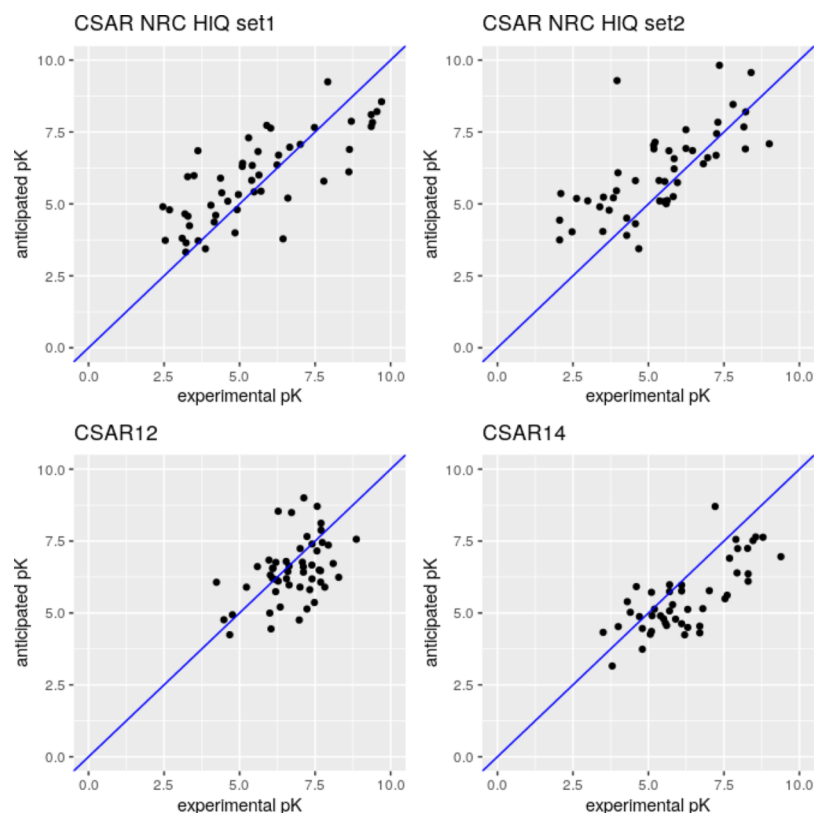 CSAR NRC HIQ set1
CSAR NRC HIQ set2
10.0
7.5
5.0
2.5
0.0
anticipated pK
0.0 2.5 5.0 7.5 10.0
experimental pK
10.0
7.5
5.0
2.5
0.0
anticipated pK
0.0 2.5 5.0 7.5 10.0
experimental pK
CSAR12
CSAR14
10.0
7.5
5.0
2.5
0.0
anticipated pK
0.0 2.5 5.0 7.5 10.0
experimental pK
10.0
7.5
5.0
2.5
0.0
anticipated pK
0.0 2.5 5.0 7.5 10.0
experimental pK